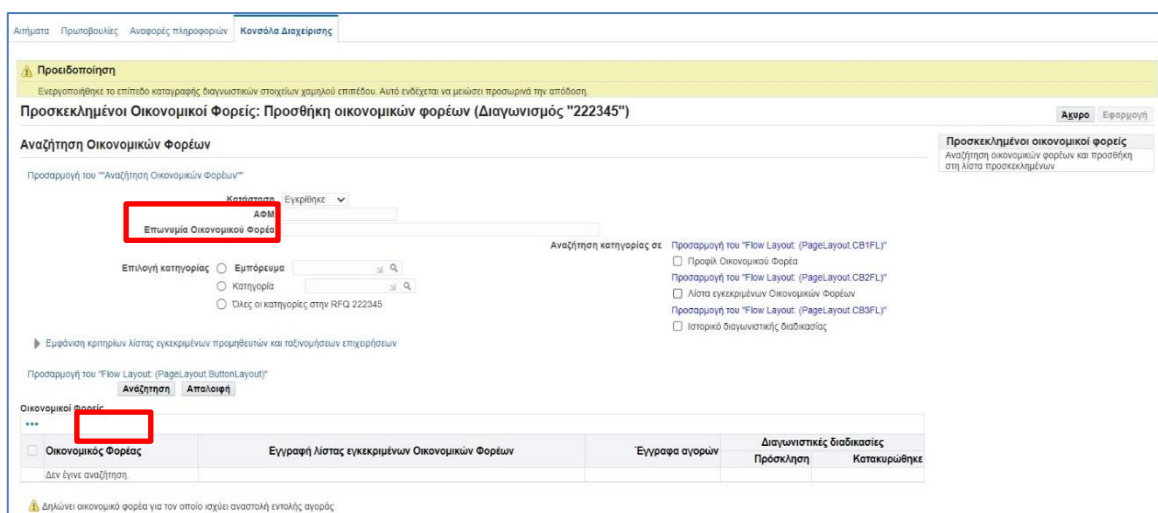 Αιτήματα Πρωτοβουλίες Αναφορές πληροφοριών Κονσόλα Διαχείρισης
Προειδοποίηση
Ενεργοποιήθηκε το επίπεδο καταγραφής διαγνωστικών στοιχείων χαμηλού επιπέδου. Αυτό ενδέχεται να μειώσει προσωρινά την απόδοση.
Προσκεκλημένοι Οικονομικοί Φορείς: Προσθήκη οικονομικών φορέων (Διαγωνισμός "222345")
Άκυρο Εφαρμογή
Αναζήτηση Οικονομικών Φορέων
Προσκεκλημένοι οικονομικοί φορείς
Αναζήτηση οικονομικών φορέων και προσθήκη
στη λίστα προσκεκλημένων
Προσαρμογή του ""Αναζήτηση Οικονομικών Φορέων""
Κατάσταση Εγκρίθηκε
ΑΦΜ
Επωνυμία Οικονομικού Φορέα
Αναζήτηση κατηγορίας σε Προσαρμογή του "Flow Layout: (PageLayout.CB1FL)"
Προφίλ Οικονομικού Φορέα
Προσαρμογή του "Flow Layout: (PageLayout.CB2FL)"
Λίστα εγκεκριμένων Οικονομικών Φορέων
Προσαρμογή του "Flow Layout: (PageLayout.CB3FL)"
Ιστορικό διαγωνιστικής διαδικασίας
Επιλογή κατηγορίας Εμπόρευμα
Κατηγορία
Όλες οι κατηγορίες στην RFQ 222345
Εμφάνιση κριτηρίων λίστας εγκεκριμένων προμηθευτών και ταξινομήσεων επιχειρήσεων
Προσαρμογή του "Flow Layout: (PageLayout.ButtonLayout)"
Αναζήτηση Απαλοιφή
Οικονομικοί Φορείς
Οικονομικός Φορέας Εγγραφή λίστας εγκεκριμένων Οικονομικών Φορέων Έγγραφα αγορών Διαγωνιστικές διαδικασίες
Πρόσκληση Κατακυρώθηκε
Δεν έγινε αναζήτηση.
Δηλώνει οικονομικό φορέα για τον οποίο ισχύει αναστολή εντολής αγοράς